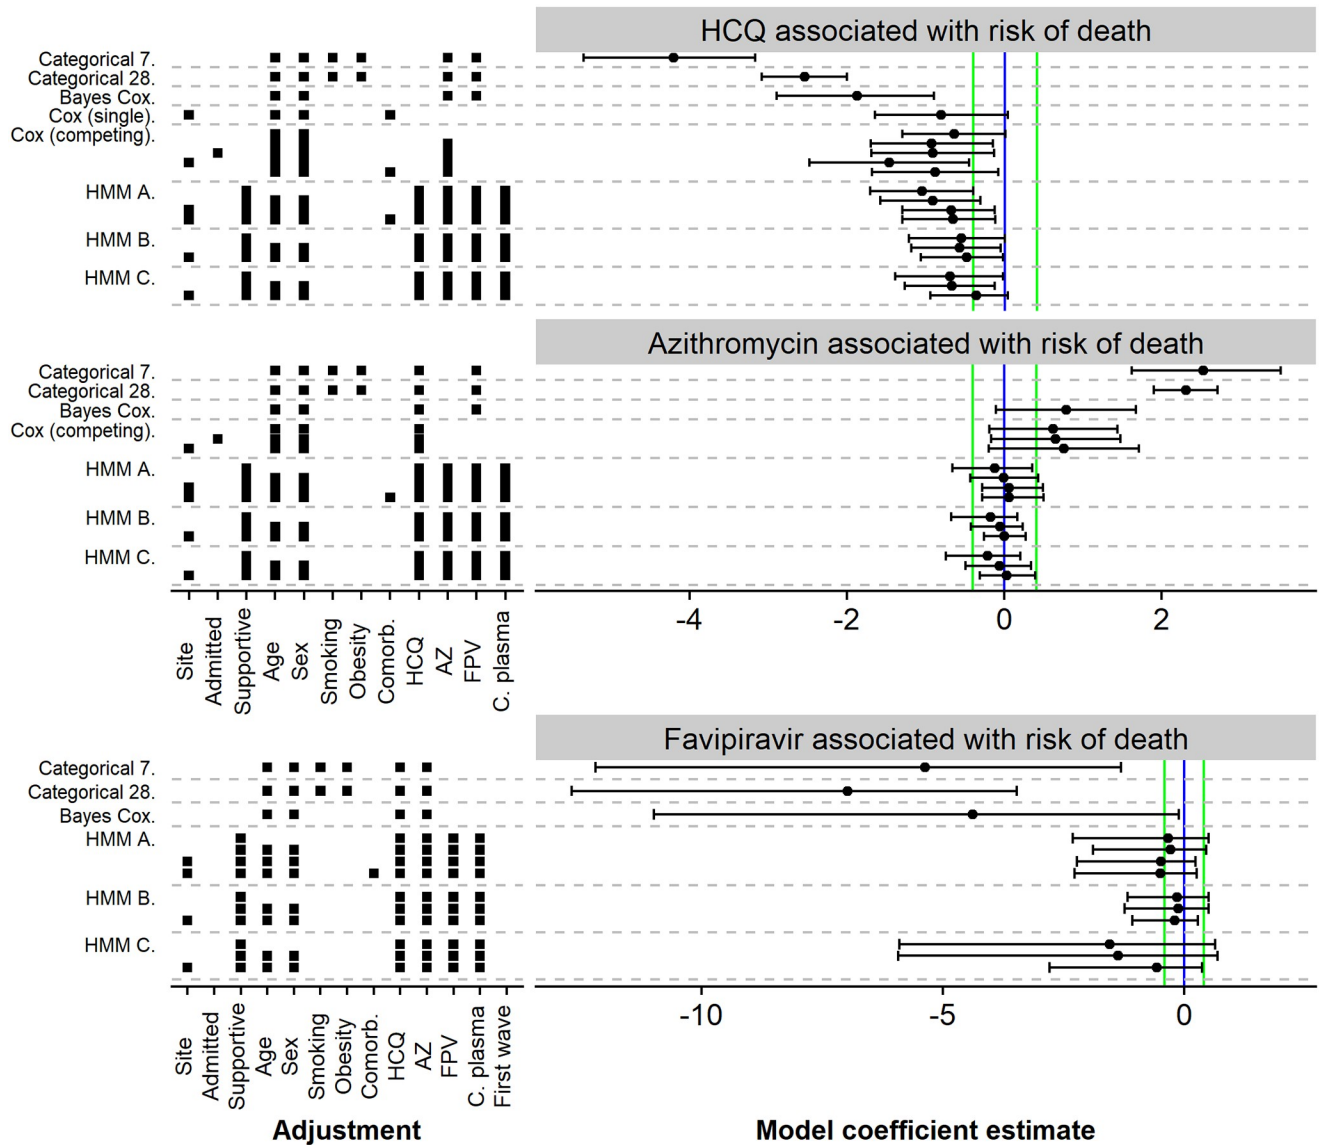 HCQ associated with risk of death
Categorical 7.
Categorical 28.
Bayes Cox.
Cox (single).
Cox (competing).
HMM A.
HMM B.
HMM C.
Azithromycin associated with risk of death
Categorical 7.
Categorical 28.
Bayes Cox.
Cox (competing).
HMM A.
HMM B.
HMM C.
-4 -2 0 2
Site
Admitted
Supportive
Age
Sex
Smoking
Obesity
Comorb.
HCQ
AZ
FPV
C. plasma
Favipiravir associated with risk of death
Categorical 7.
Categorical 28.
Bayes Cox.
HMM A.
HMM B.
HMM C.
-10 -5 0
Site
Admitted
Supportive
Age
Sex
Smoking
Obesity
Comorb.
HCQ
AZ
FPV
C. plasma
First wave
Adjustment
Model coefficient estimate